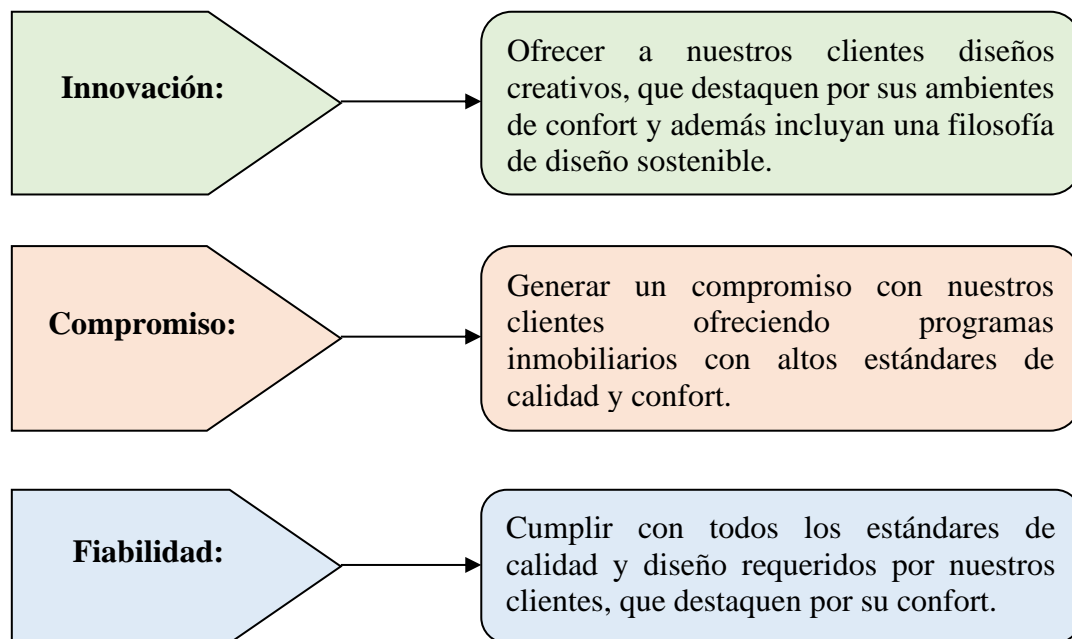 Innovación:
Ofrecer a nuestros clientes diseños
creativos, que destaquen por sus ambientes
de confort y además incluyan una filosofía
de diseño sostenible.
Compromiso:
Generar un compromiso con nuestros
clientes ofreciendo programas
inmobiliarios con altos estándares de
calidad y confort.
Fiabilidad:
Cumplir con todos los estándares de
calidad y diseño requeridos por nuestros
clientes, que destaquen por su confort.